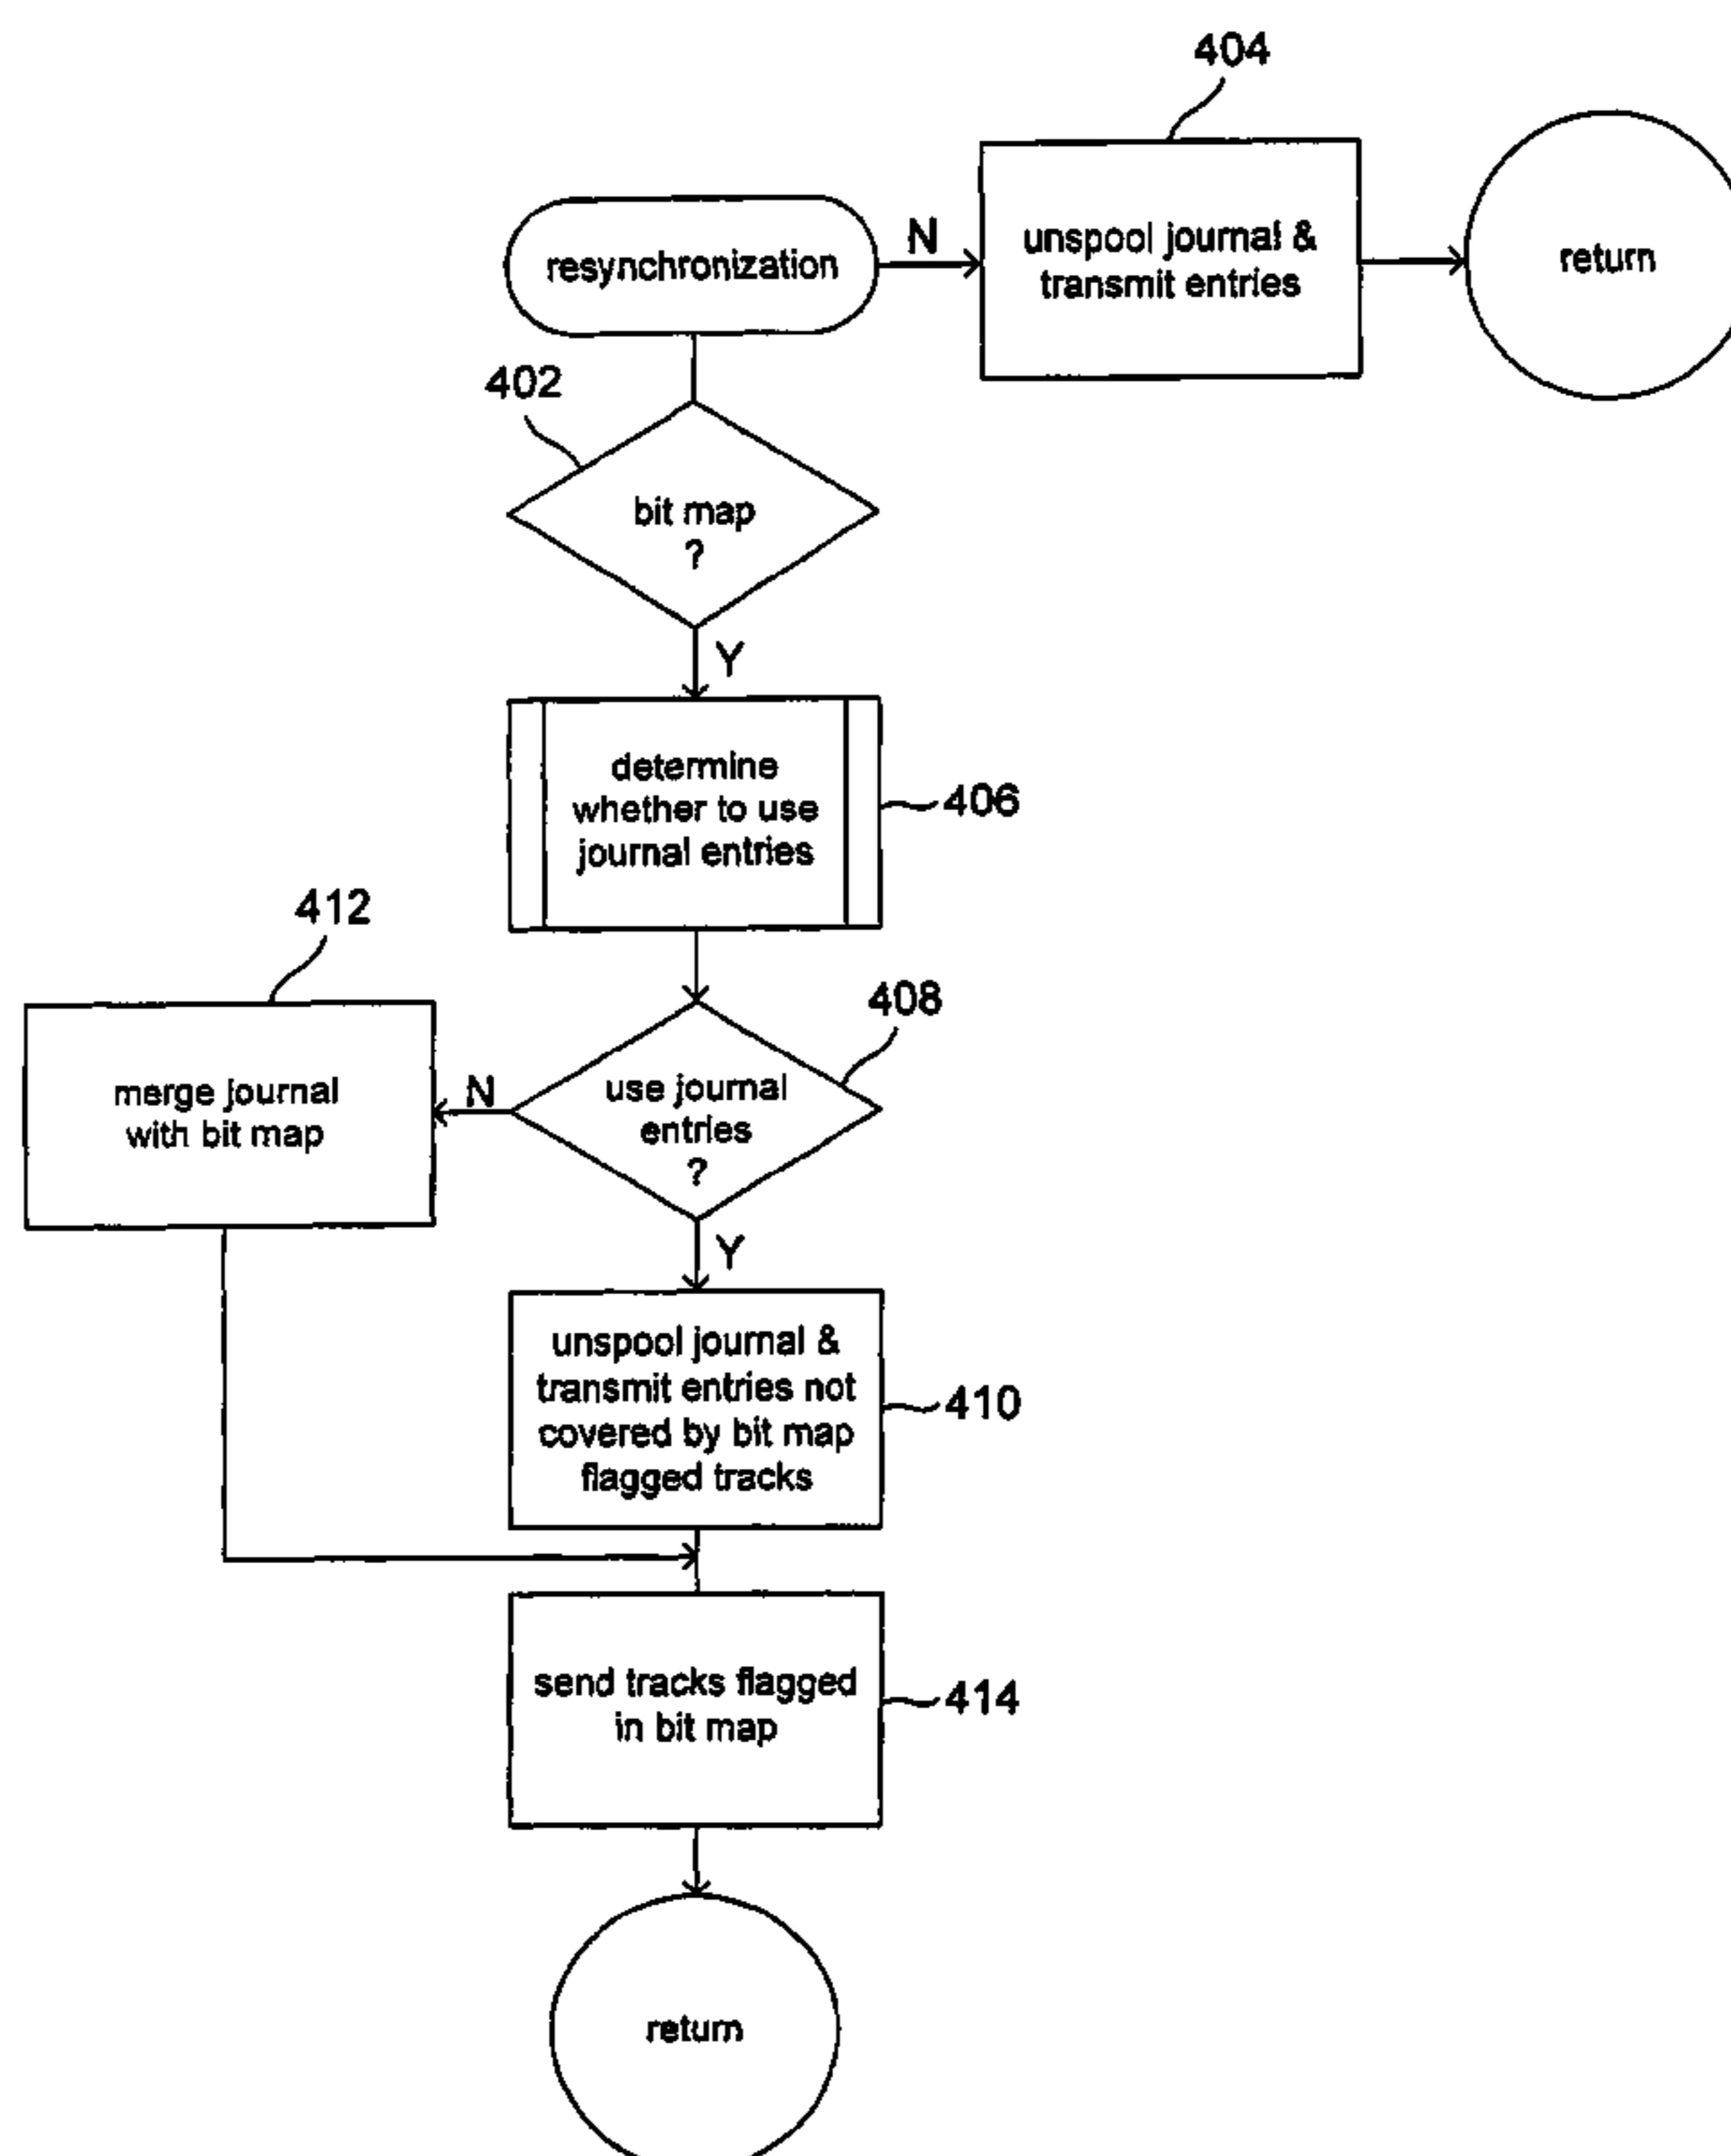 404
resynchronization
N
unspool journal &
transmit entries
return
402
bit map
?
Y
determine
whether to use
journal entries
406
412
408
merge journal
with bit map
N
use journal
entries
?
Y
unspool journal &
transmit entries not
covered by bit map
flagged tracks
410
send tracks flagged
in bit map
414
return